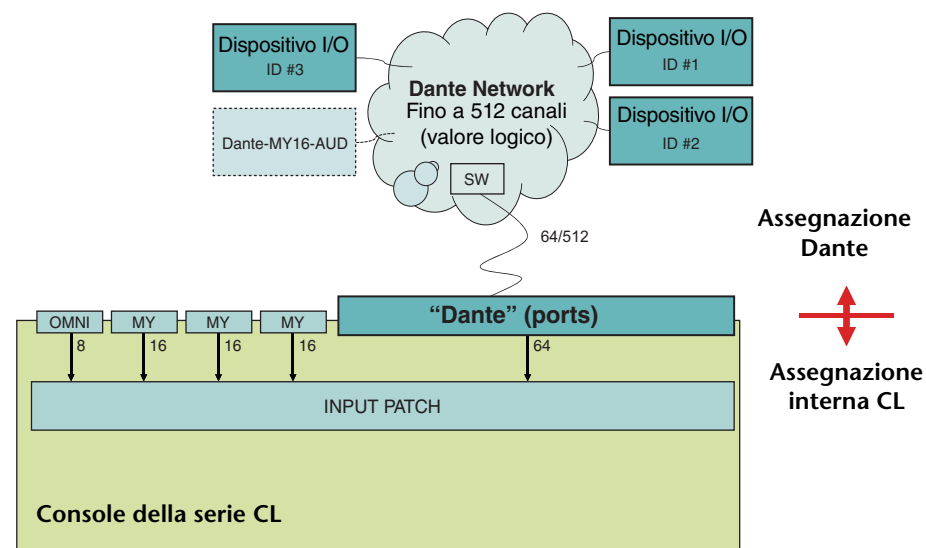 Dispositivo I/O
ID #3
Dispositivo I/O
ID #1
Dante Network
Fino a 512 canali
(valore logico)
Dante-MY16-AUD
Dispositivo I/O
ID #2
SW
64/512
Assegnazione
Dante
"Dante" (ports)
OMNI
MY
MY
MY
8
16
16
16
64
Assegnazione
interna CL
INPUT PATCH
Console della serie CL